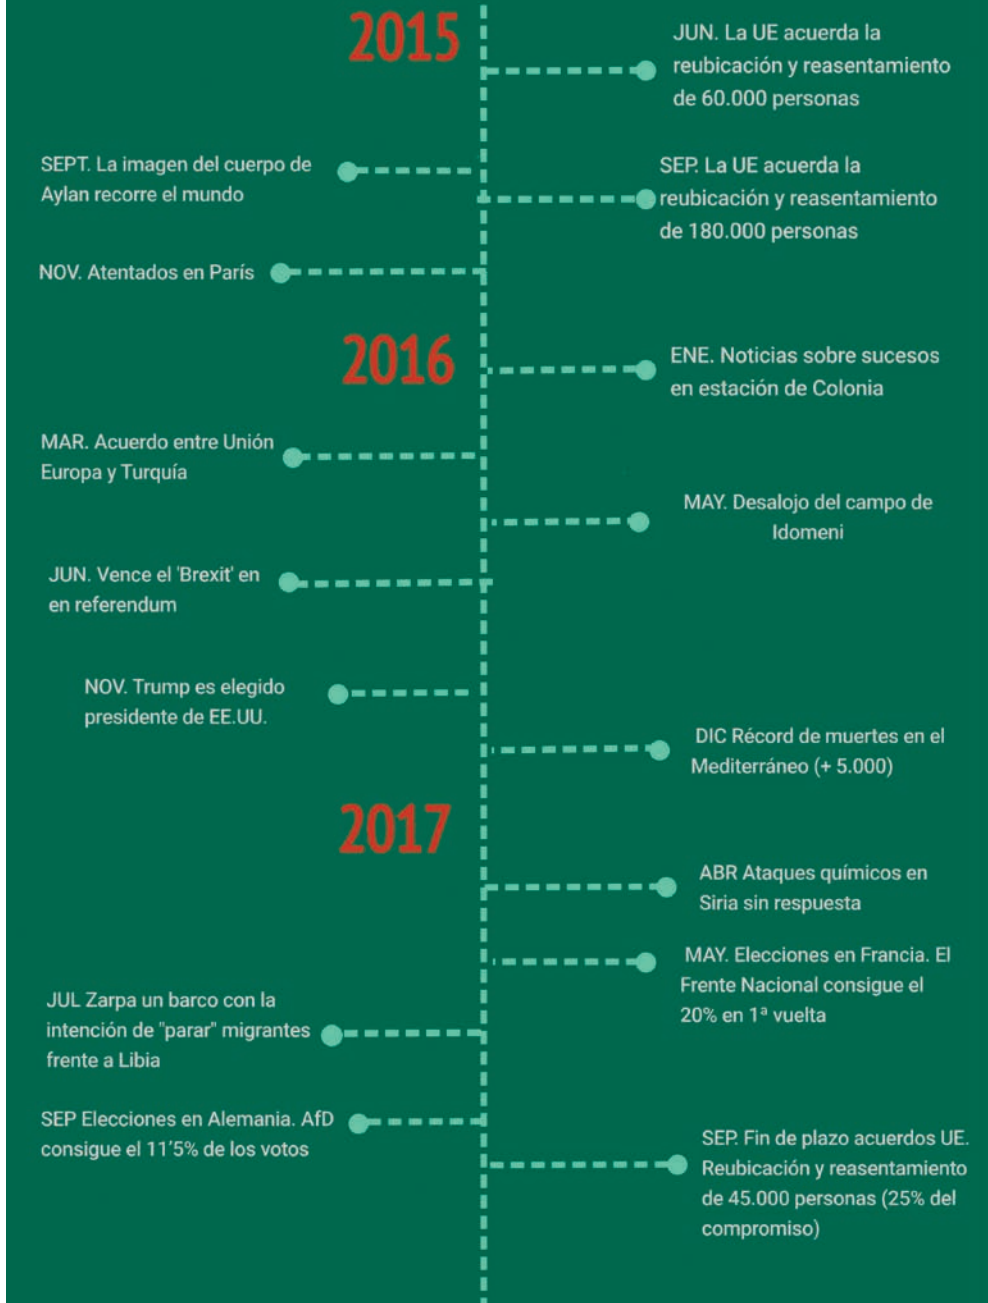 2015
JUN. La UE acuerda la
reubicación y reasentamiento
de 60.000 personas
SEPT. La imagen del cuerpo de
Aylan recorre el mundo
SEP. La UE acuerda la
reubicación y reasentamiento
de 180.000 personas
NOV. Atentados en París
2016
ENE. Noticias sobre sucesos
en estación de Colonia
MAR. Acuerdo entre Unión
Europa y Turquía
MAY. Desalojo del campo de
Idomeni
JUN. Vence el 'Brexit' en
en referendum
NOV. Trump es elegido
presidente de EE.UU.
DIC Récord de muertes en el
Mediterráneo (+ 5.000)
2017
ABR Ataques químicos en
Siria sin respuesta
MAY. Elecciones en Francia. El
Frente Nacional consigue el
20% en 1ª vuelta
JUL Zarpa un barco con la
intención de "parar" migrantes
frente a Libia
SEP Elecciones en Alemania. AfD
consigue el 11'5% de los votos
SEP. Fin de plazo acuerdos UE.
Reubicación y reasentamiento
de 45.000 personas (25% del
compromiso)